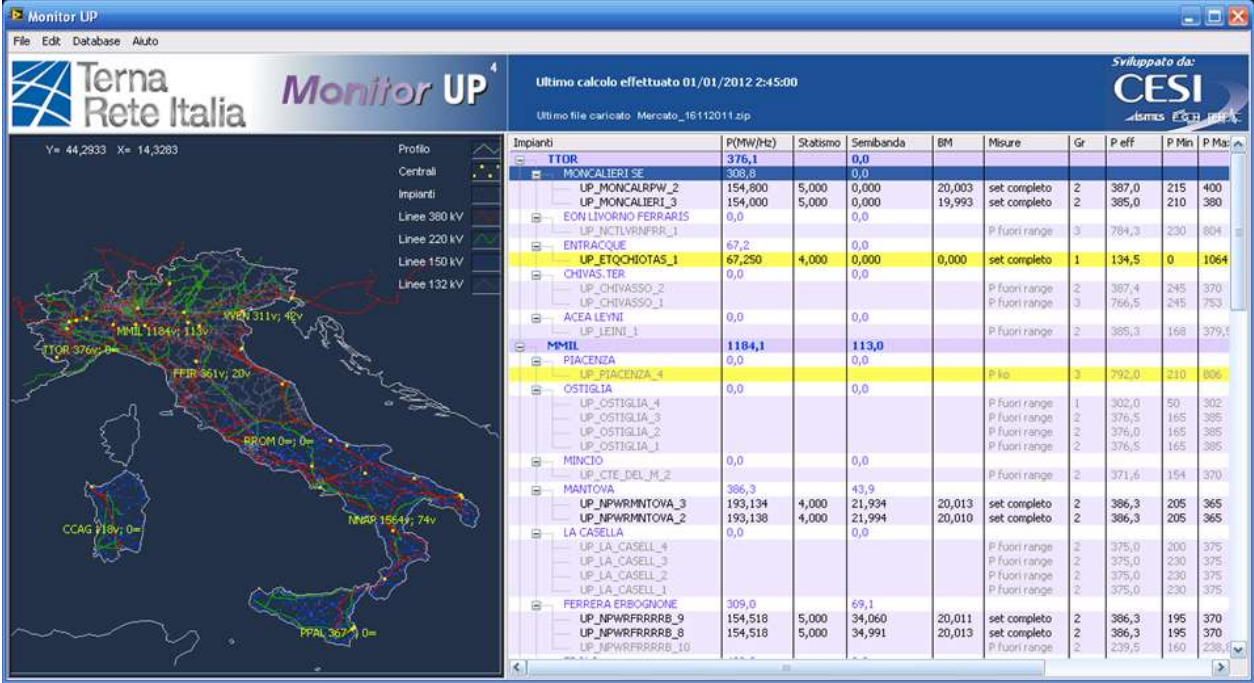 Monitor UP
File Edit Database Aiuto
Terna
Rete Italia
Monitor UP 4
Ultimo calcolo effettuato 01/01/2012 2:45:00
Ultimo file caricato Mercato_16112011.zip
Sviluppato da:
CESI
Y= 44,2933 X= 14,3283
Profilo
Centrali
Impianti
Linee 380 kV
Linee 220 kV
Linee 150 kV
Linee 132 kV
VVEN 311v; 42v
MMIL 1184v; 113v
TTOR 376v; 0=
FFIR 361v; 20v
RROM 0=; 0=
NNAP 1564v; 74v
CCAG 118v; 0=
PPAL 367 0=
Impianti P(MW/Hz) Statismo Semibanda BM Misure Gr P eff P Min P Ma
TTOR 376,1 0,0
MONCALIERI SE 308,8 0,0
UP_MONCALRPW_2 154,800 5,000 0,000 20,003 set completo 2 387,0 215 400
UP_MONCALIERI_3 154,000 5,000 0,000 19,993 set completo 2 385,0 210 380
EON LIVORNO FERRARIS 0,0 0,0
UP_NCTLVRNFRR_1 P fuori range 3 784,3 230 804
ENTRACQUE 67,2 0,0
UP_ETQCHIOTAS_1 67,250 4,000 0,000 0,000 set completo 1 134,5 0 1064
CHIVAS.TER 0,0 0,0
UP_CHIVASSO_2 P fuori range 2 387,4 245 370
UP_CHIVASSO_1 P fuori range 3 766,5 245 753
ACEA LEYNI 0,0 0,0
UP_LEINI_1 P fuori range 2 385,3 168 379,5
MMIL 1184,1 113,0
PIACENZA 0,0 0,0
UP_PIACENZA_4 P ko 3 792,0 210 806
OSTIGLIA 0,0 0,0
UP_OSTIGLIA_4 P fuori range 1 302,0 50 302
UP_OSTIGLIA_3 P fuori range 2 376,5 165 385
UP_OSTIGLIA_2 P fuori range 2 376,0 165 385
UP_OSTIGLIA_1 P fuori range 2 376,5 165 385
MINCIO 0,0 0,0
UP_CTE_DEL_M_2 P fuori range 2 371,6 154 370
MANTOVA 386,3 43,9
UP_NPWRMNTOVA_3 193,134 4,000 21,934 20,013 set completo 2 386,3 205 365
UP_NPWRMNTOVA_2 193,138 4,000 21,994 20,010 set completo 2 386,3 205 365
LA CASELLA 0,0 0,0
UP_LA_CASELL_4 P fuori range 2 375,0 200 375
UP_LA_CASELL_3 P fuori range 2 375,0 230 375
UP_LA_CASELL_2 P fuori range 2 375,0 230 375
UP_LA_CASELL_1 P fuori range 2 375,0 230 375
FERRERA ERBOGNONE 309,0 69,1
UP_NPWRFRRRRB_9 154,518 5,000 34,060 20,011 set completo 2 386,3 195 370
UP_NPWRFRRRRB_8 154,518 5,000 34,991 20,013 set completo 2 386,3 195 370
UP_NPWRFRRRRB_10 P fuori range 2 239,5 160 238,8